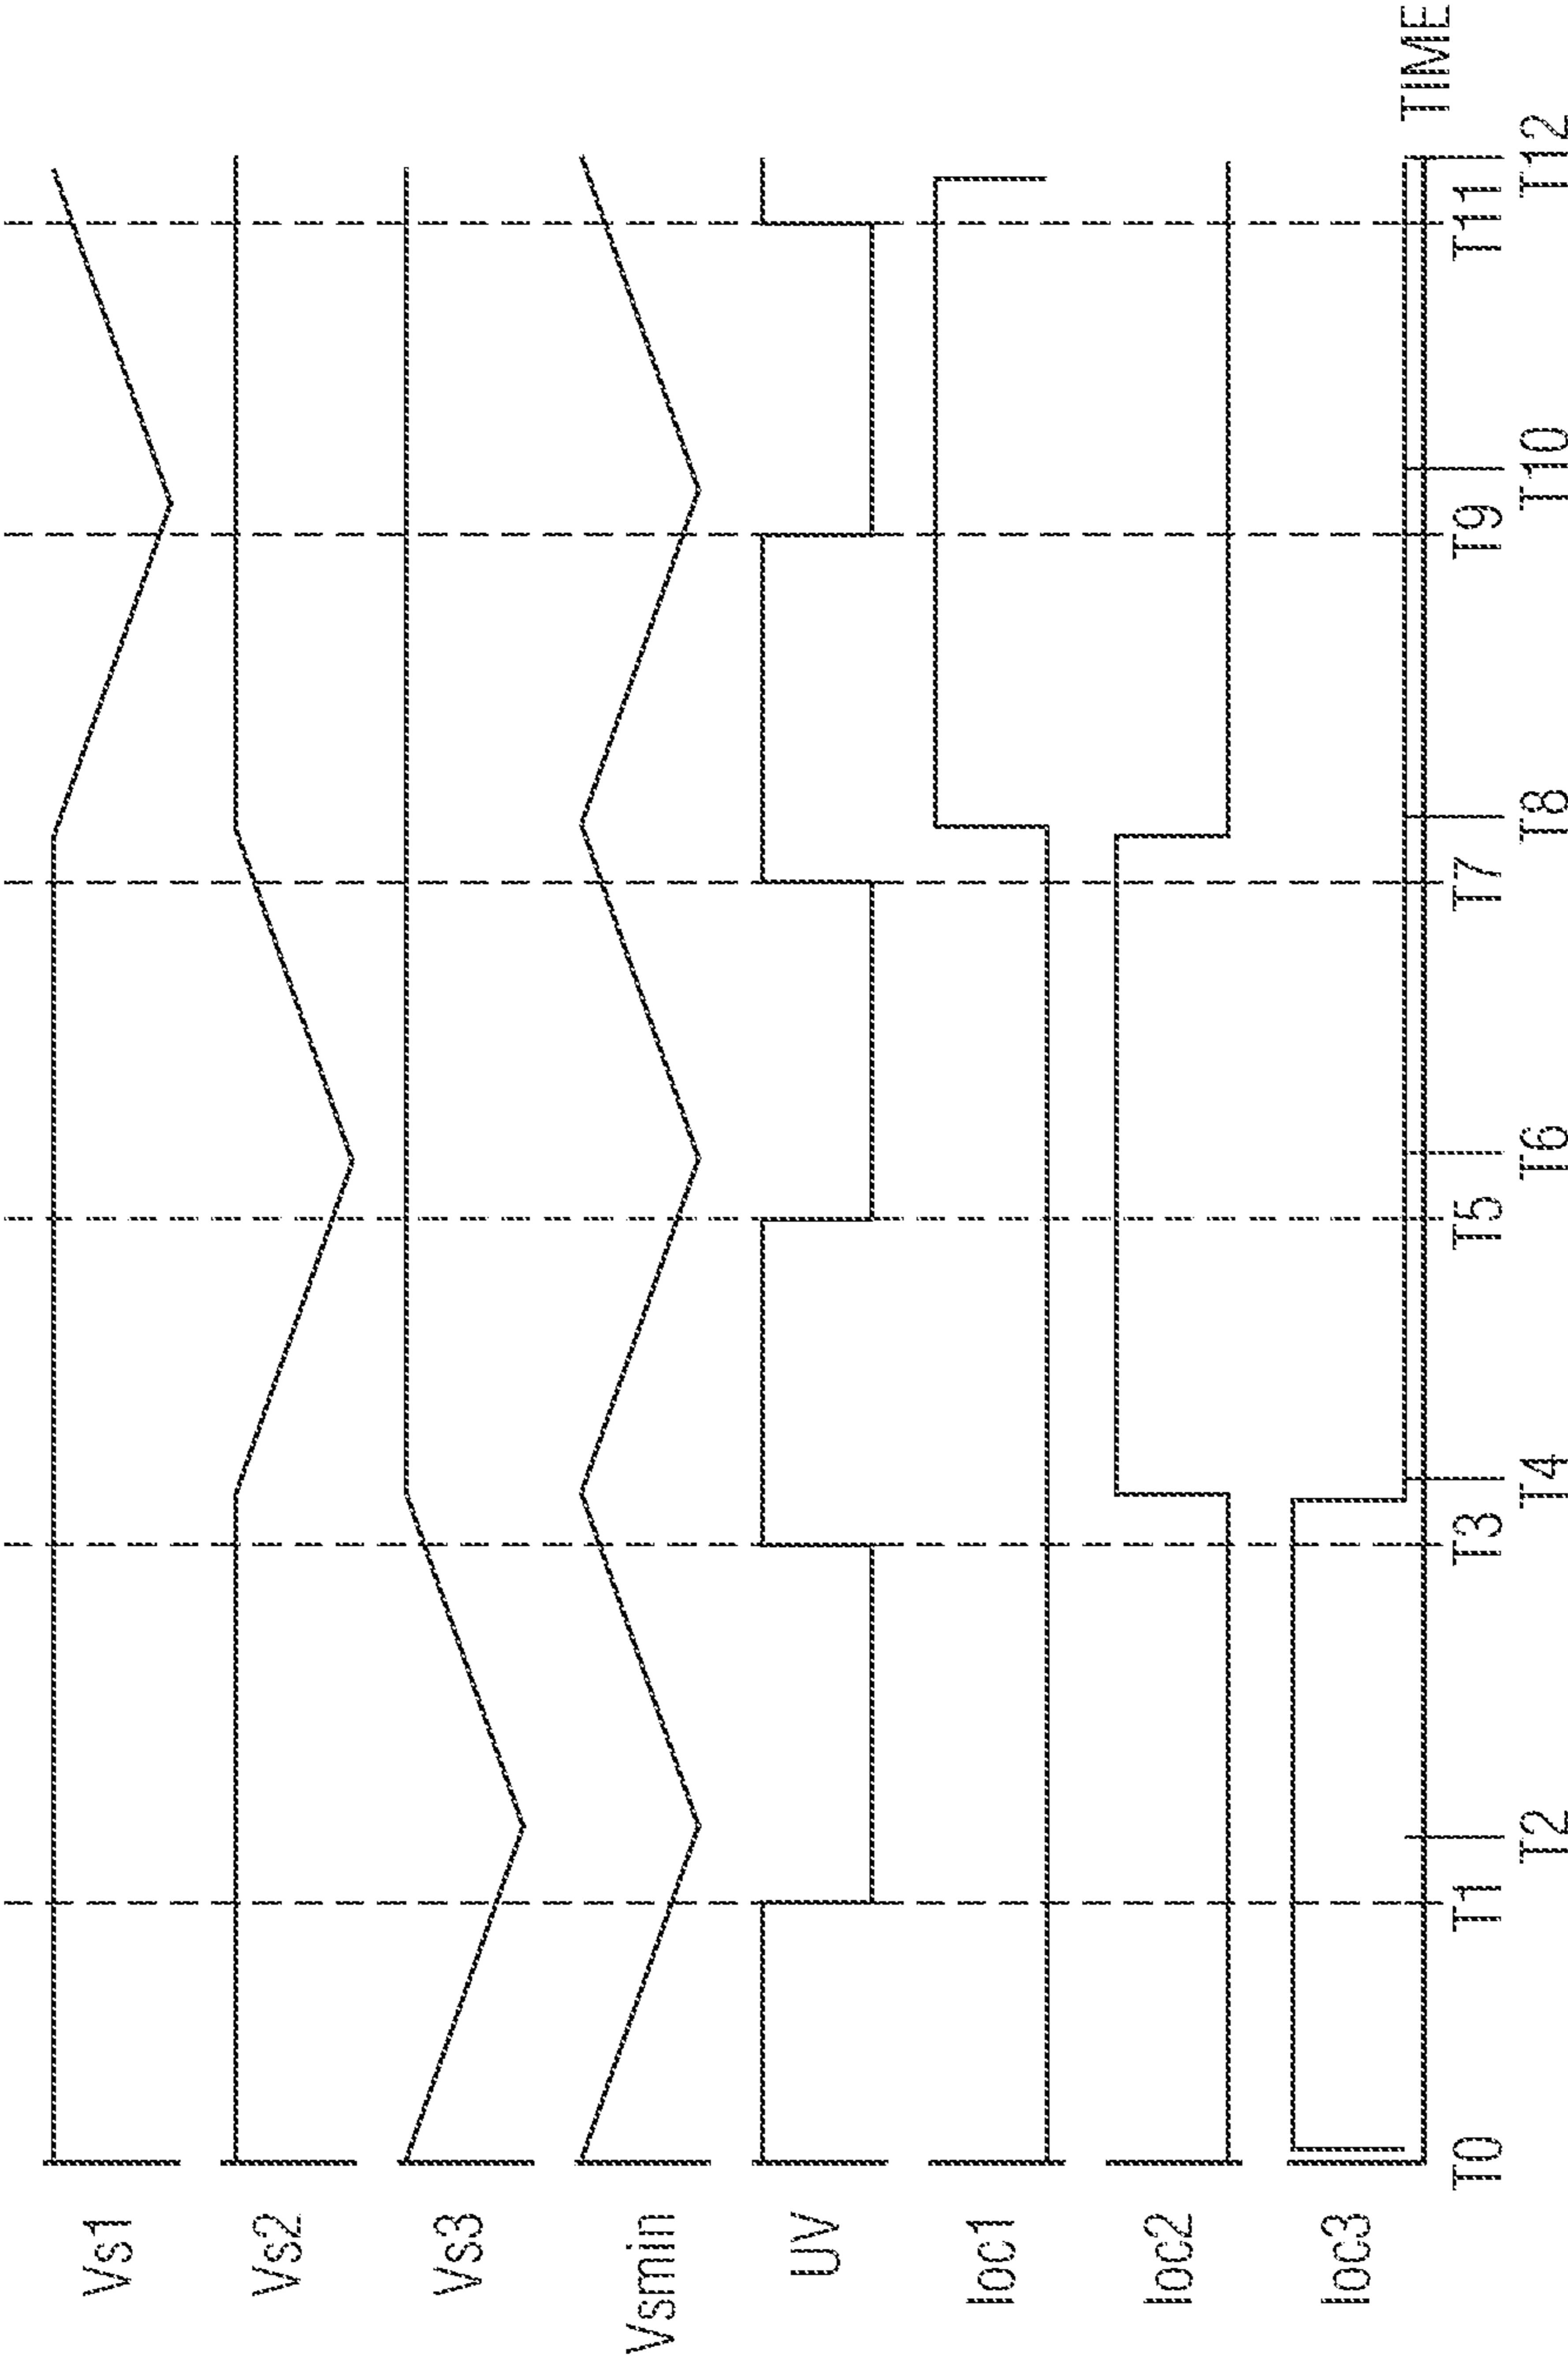 Vs1
Vs2
Vs3
Vsmin
UV
Ioc1
Ioc2
Ioc3
T0 T1 T3 T5 T7 T9 T11 TIME
T2 T4 T6 T8 T10 T12